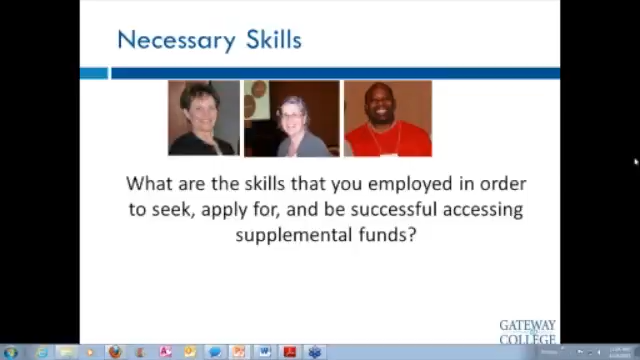 Necessary Skills
What are the skills that you employed in order
to seek, apply for, and be successful accessing
supplemental funds?
GATEWAY
COLLEGE